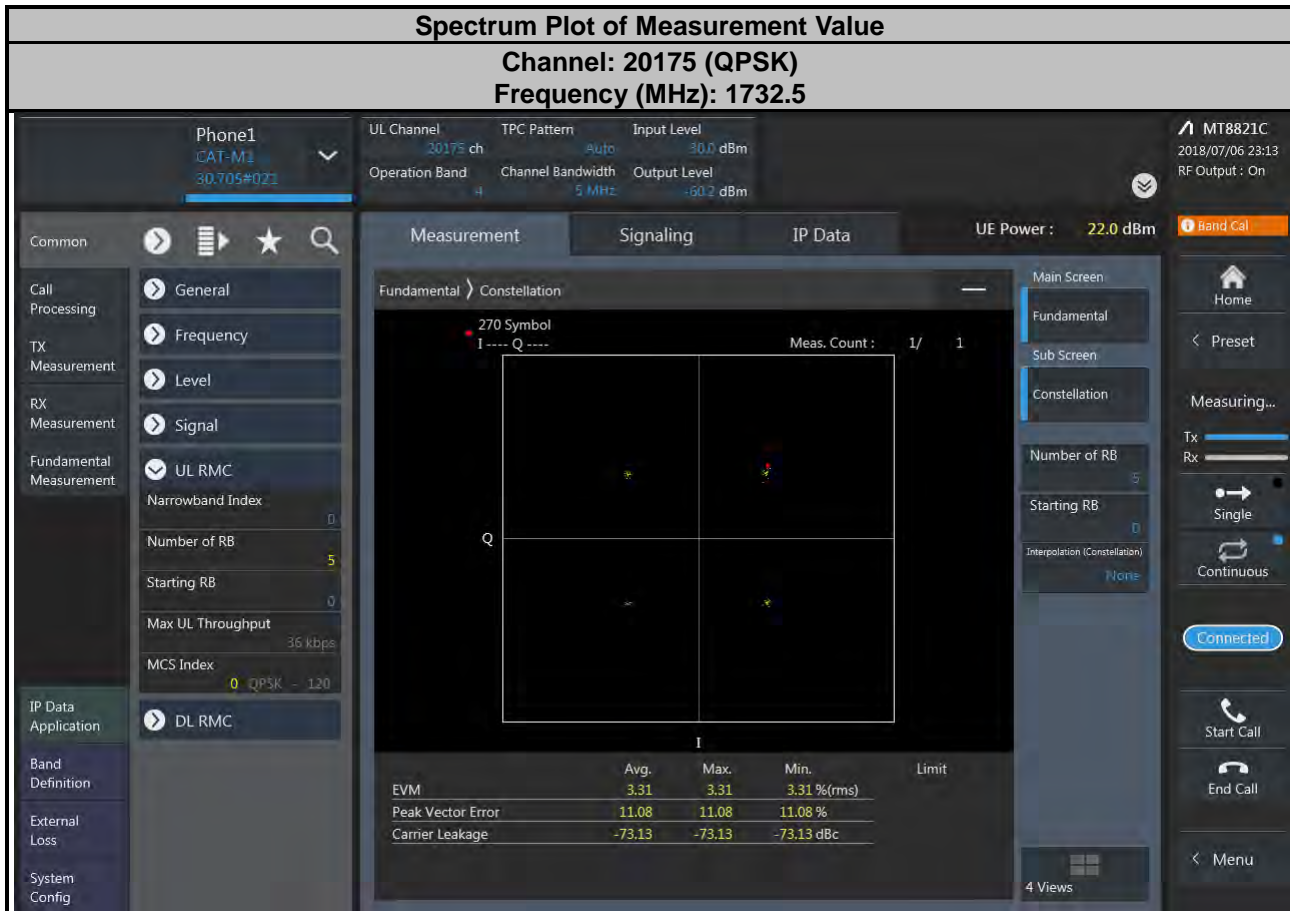 Spectrum Plot of Measurement Value
Channel: 20175 (QPSK)
Frequency (MHz): 1732.5
Phone1
CAT-M1
30.70S#021
UL Channel
20175 ch
TPC Pattern
Auto
Input Level
30.0 dBm
Operation Band
4
Channel Bandwidth
5 MHz
Output Level
-60.2 dBm
MT8821C
2018/07/06 23:13
RF Output : On
Common
Call Processing
TX Measurement
RX Measurement
Fundamental Measurement
IP Data Application
Band Definition
External Loss
System Config
General
Frequency
Level
Signal
UL RMC
Narrowband Index
0
Number of RB
5
Starting RB
0
Max UL Throughput
36 kbps
MCS Index
0 QPSK - 120
DL RMC
Measurement
Signaling
IP Data
UE Power : 22.0 dBm
Fundamental Constellation
270 Symbol
I ---- Q ----
Meas. Count : 1/ 1
Q
I
Avg. Max. Min. Limit
EVM 3.31 3.31 3.31 %(rms)
Peak Vector Error 11.08 11.08 11.08 %
Carrier Leakage -73.13 -73.13 -73.13 dBc
Main Screen
Fundamental
Sub Screen
Constellation
Number of RB
5
Starting RB
0
Interpolation (Constellation)
None
4 Views
Band Cal
Home
Preset
Measuring...
Tx
Rx
Single
Continuous
Connected
Start Call
End Call
Menu